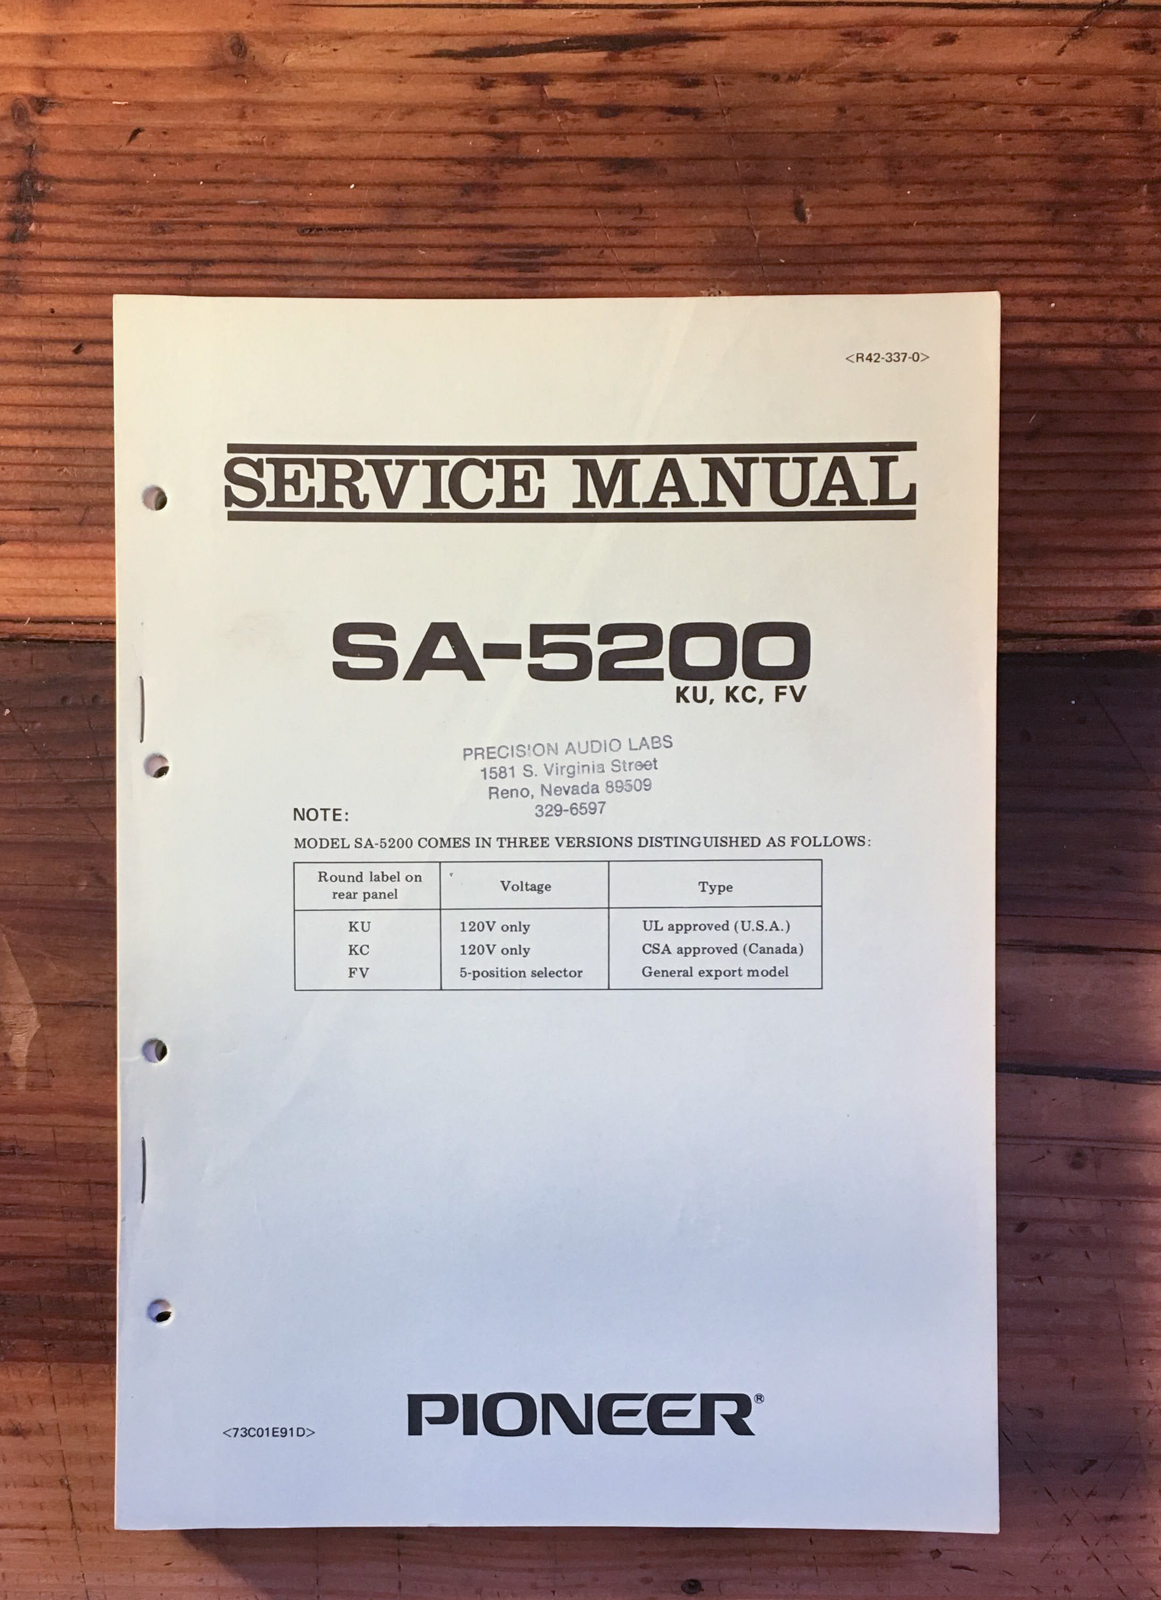 <R42-337-0>
SERVICE MANUAL
SA-5200
KU, KC, FV
PRECISION AUDIO LABS
1581 S. Virginia Street
Reno, Nevada 89509
329-6597
NOTE:
MODEL SA-5200 COMES IN THREE VERSIONS DISTINGUISHED AS FOLLOWS:
Round label on
rear panel
Voltage
Type
KU 120V only UL approved (U.S.A.)
KC 120V only CSA approved (Canada)
FV 5-position selector General export model
PIONEER®
<73C01E91D>